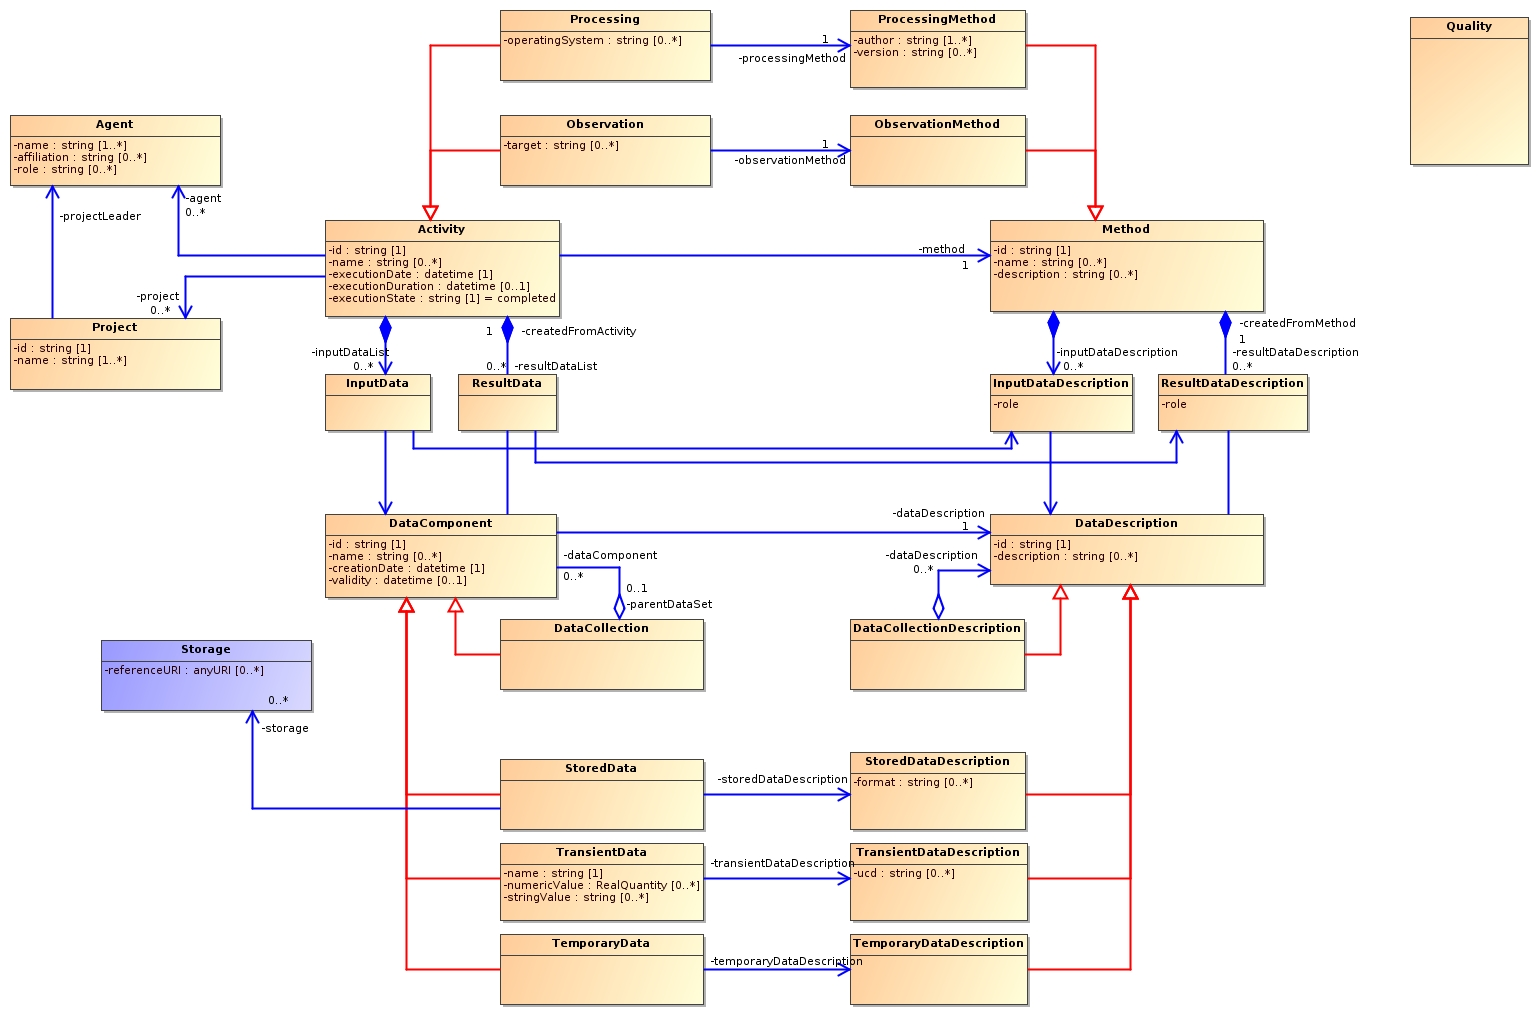 Processing
-operatingSystem : string [0..*]
1
-processingMethod
ProcessingMethod
-author : string [1..*]
-version : string [0..*]
Quality
Agent
-name : string [1..*]
-affiliation : string [0..*]
-role : string [0..*]
Observation
-target : string [0..*]
1
-observationMethod
ObservationMethod
-projectLeader
-agent
0..*
Activity
-id : string [1]
-name : string [0..*]
-executionDate : datetime [1]
-executionDuration : datetime [0..1]
-executionState : string [1] = completed
-method
1
Method
-id : string [1]
-name : string [0..*]
-description : string [0..*]
-project
0..*
Project
-id : string [1]
-name : string [1..*]
-inputDataList
0..*
1
-createdFromActivity
0..*
-resultDataList
-inputDataDescription
0..*
-createdFromMethod
1
-resultDataDescription
0..*
InputData
ResultData
InputDataDescription
-role
ResultDataDescription
-role
DataComponent
-id : string [1]
-name : string [0..*]
-creationDate : datetime [1]
-validity : datetime [0..1]
-dataDescription
1
DataDescription
-id : string [1]
-description : string [0..*]
-dataComponent
0..*
0..1
-parentDataSet
-dataDescription
0..*
DataCollection
DataCollectionDescription
Storage
-referenceURI : anyURI [0..*]
0..*
-storage
StoredData
-storedDataDescription
StoredDataDescription
-format : string [0..*]
TransientData
-name : string [1]
-numericValue : RealQuantity [0..*]
-stringValue : string [0..*]
-transientDataDescription
TransientDataDescription
-ucd : string [0..*]
TemporaryData
-temporaryDataDescription
TemporaryDataDescription